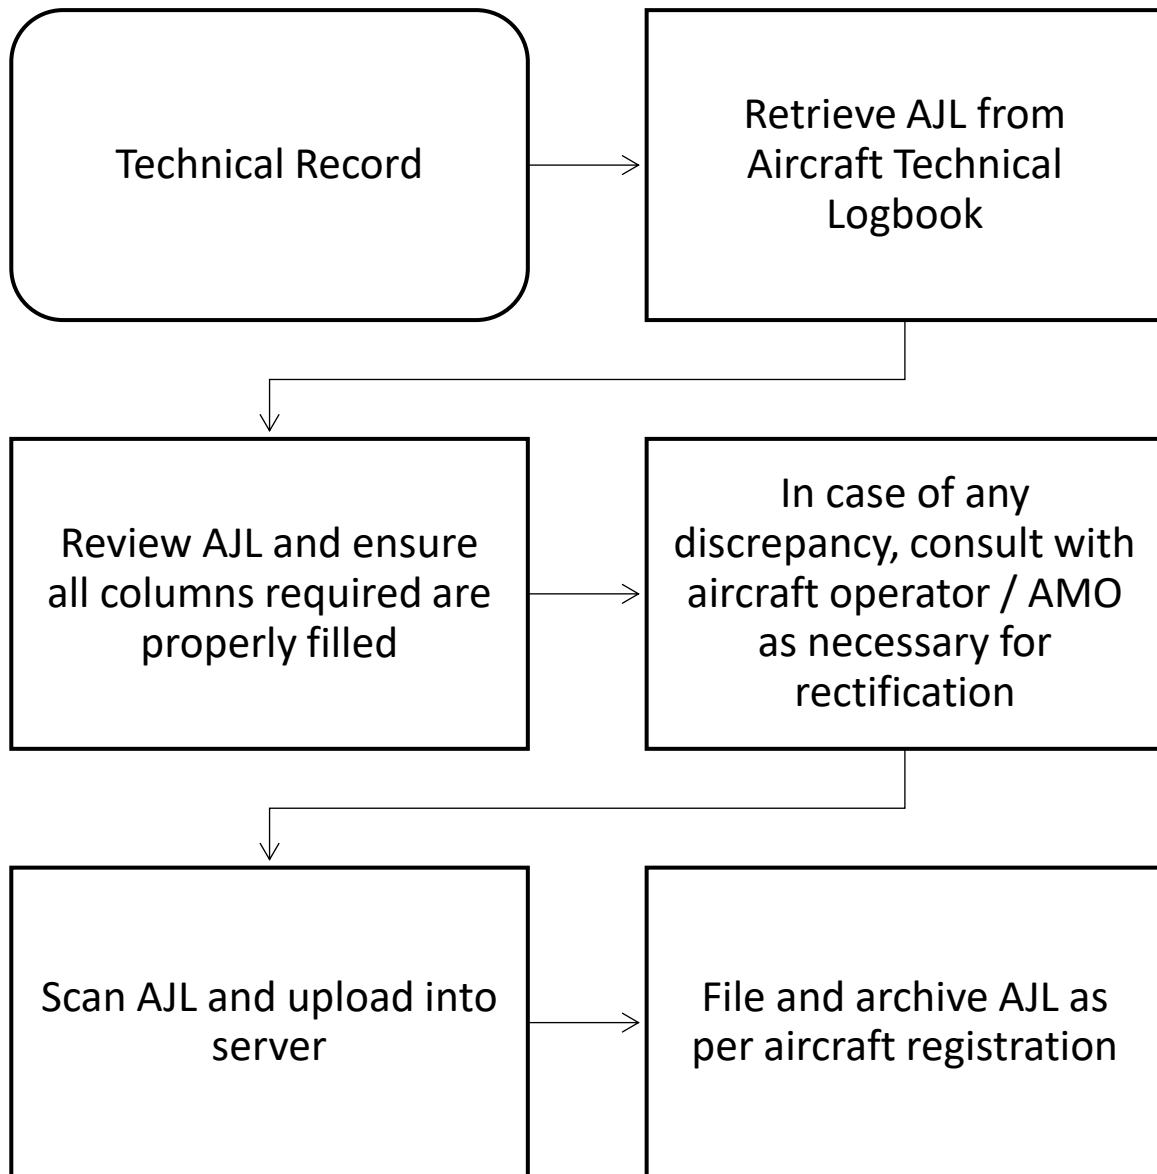 Technical Record
Retrieve AJL from
Aircraft Technical
Logbook
Review AJL and ensure
all columns required are
properly filled
In case of any
discrepancy, consult with
aircraft operator / AMO
as necessary for
rectification
Scan AJL and upload into
server
File and archive AJL as
per aircraft registration